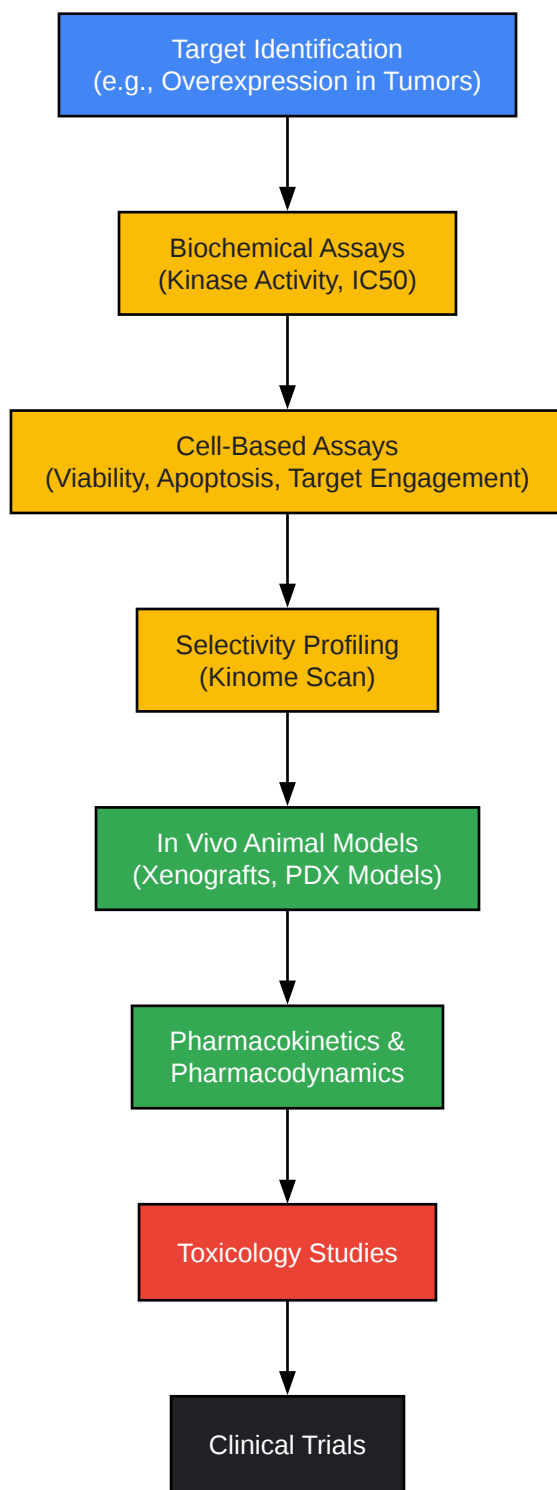 Target Identification
(e.g., Overexpression in Tumors)
Biochemical Assays
(Kinase Activity, IC50)
Cell-Based Assays
(Viability, Apoptosis, Target Engagement)
Selectivity Profiling
(Kinome Scan)
In Vivo Animal Models
(Xenografts, PDX Models)
Pharmacokinetics &
Pharmacodynamics
Toxicology Studies
Clinical Trials